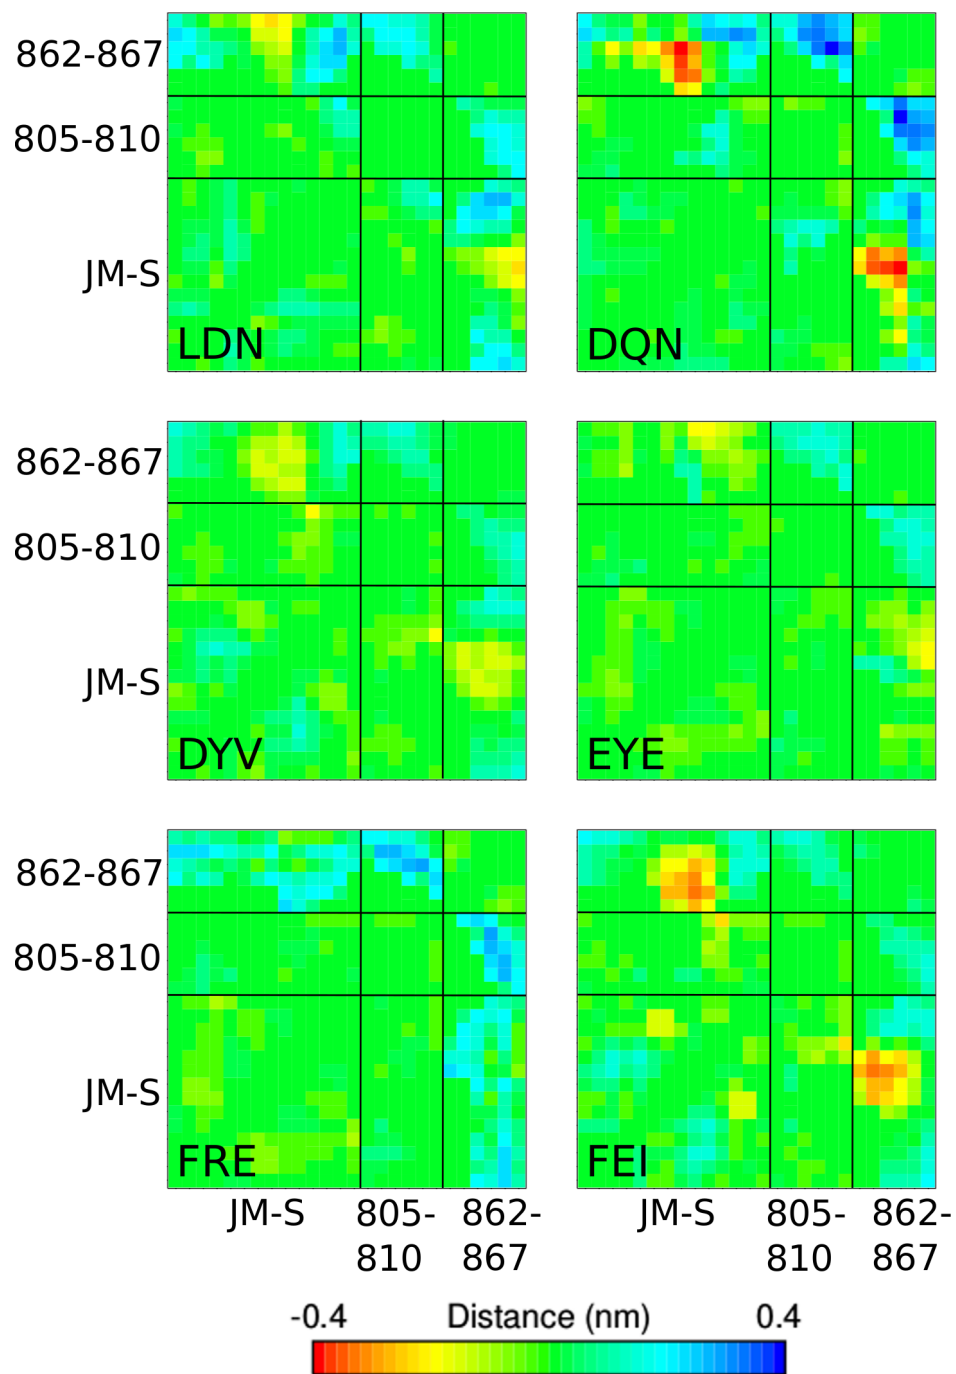 862-867
805-810
JM-S
LDN
DQN
862-867
805-810
JM-S
DYV
EYE
862-867
805-810
JM-S
FRE
FEI
JM-S 805- 862- JM-S 805- 862-
810 867 810 867
-0.4 Distance (nm) 0.4